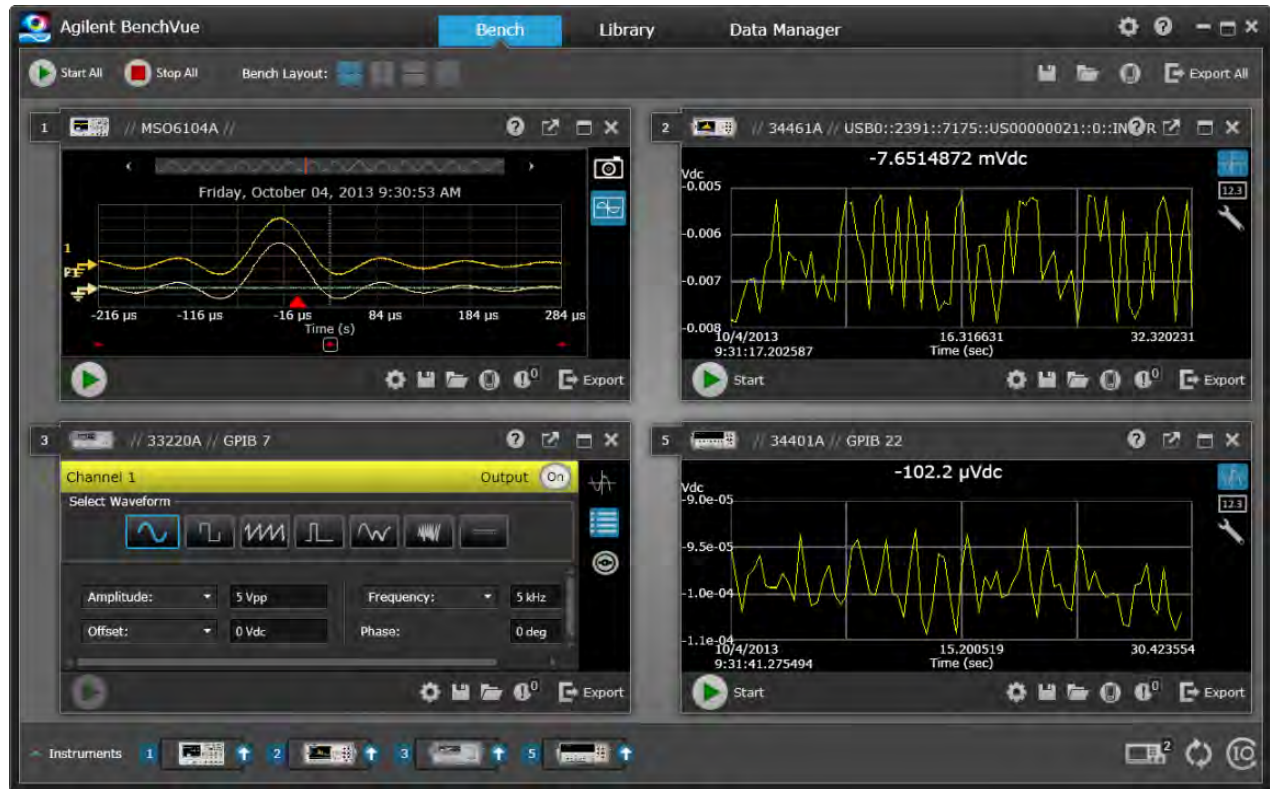 Agilent BenchVue
Bench Library Data Manager
Start All Stop All Bench Layout: Export All
1 // MSO6104A //
Friday, October 04, 2013 9:30:53 AM
1
-216 µs -116 µs -16 µs 84 µs 184 µs 284 µs
Time (s)
0 Export
2 // 34461A // USB0::2391::7175::US00000021::0::IN R
-7.6514872 mVdc
Vdc
-0.005
12.3
-0.006
-0.007
-0.008
10/4/2013 16.316631 32.320231
9:31:17.202587 Time (sec)
Start 0 Export
3 // 33220A // GPIB 7
Channel 1 Output On
Select Waveform
Amplitude: 5 Vpp Frequency: 5 kHz
Offset: 0 Vdc Phase: 0 deg
0 Export
5 // 34401A // GPIB 22
-102.2 µVdc
Vdc
-9.0e-05
12.3
-9.5e-05
-1.0e-04
-1.1e-04
10/4/2013 15.200519 30.423554
9:31:41.275494 Time (sec)
Start 0 Export
Instruments 1 2 3 5 2 IO